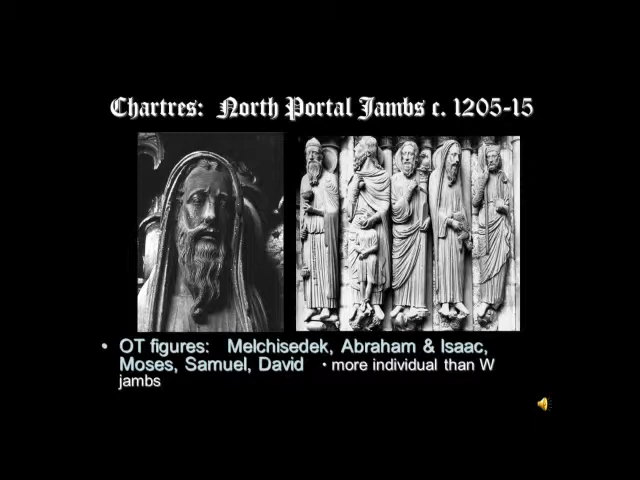 Chartres: North Portal Jambs c. 1205-15
• OT figures: Melchisedek, Abraham & Isaac,
Moses, Samuel, David • more individual than W
jambs